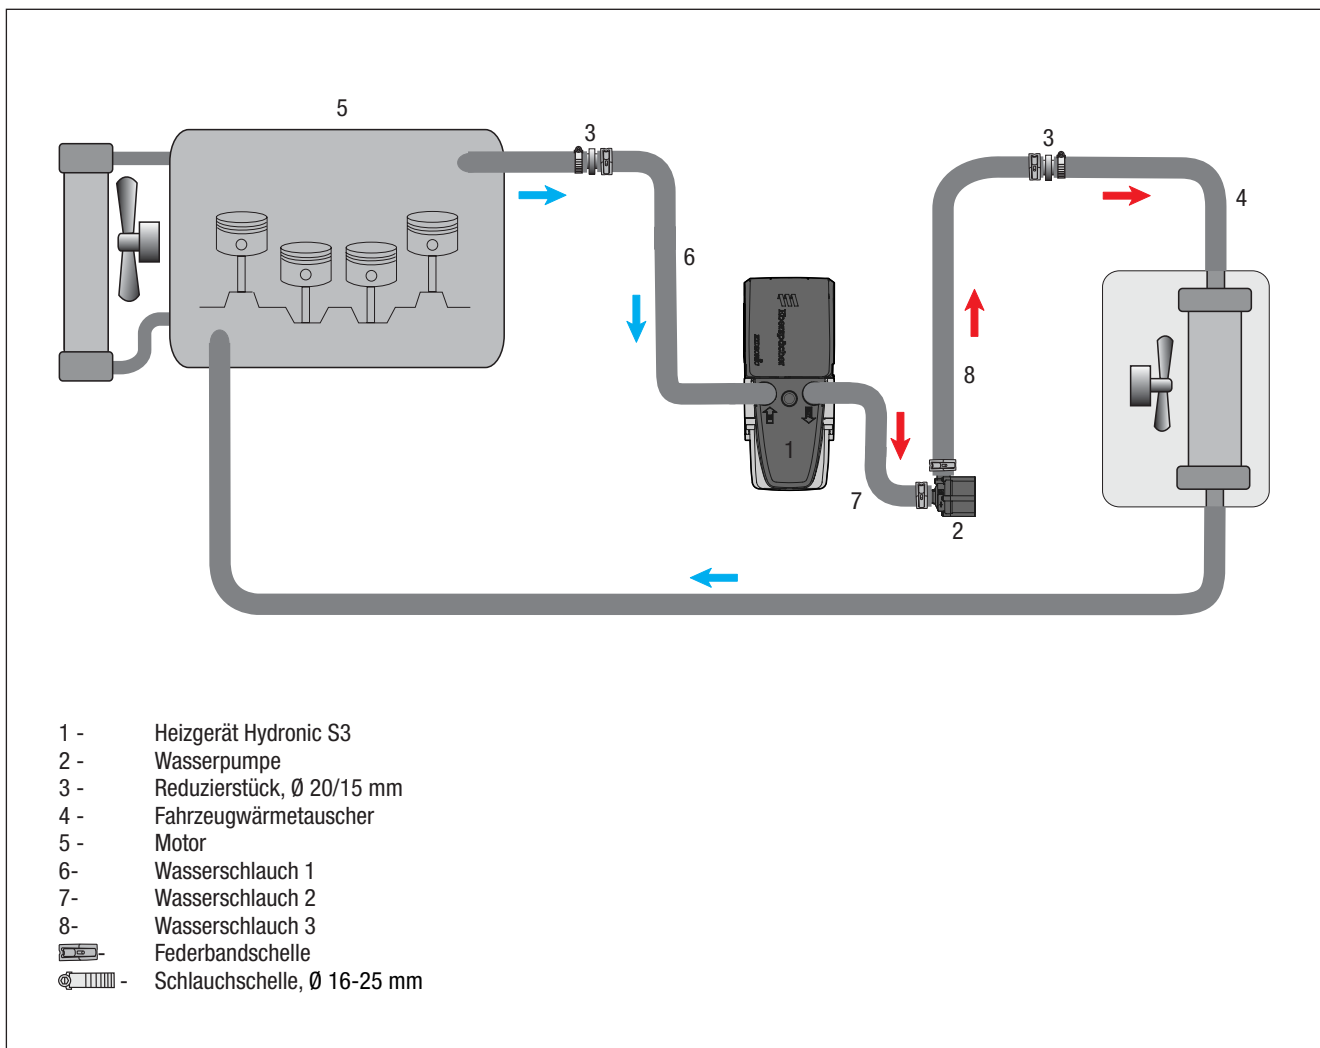 5
3
3
4
6
8
Eberspächer
1
7
2
1 - Heizgerät Hydronic S3
2 - Wasserpumpe
3 - Reduzierstück, Ø 20/15 mm
4 - Fahrzeugwärmetauscher
5 - Motor
6- Wasserschlauch 1
7- Wasserschlauch 2
8- Wasserschlauch 3
- Federbandschelle
- Schlauchschelle, Ø 16-25 mm